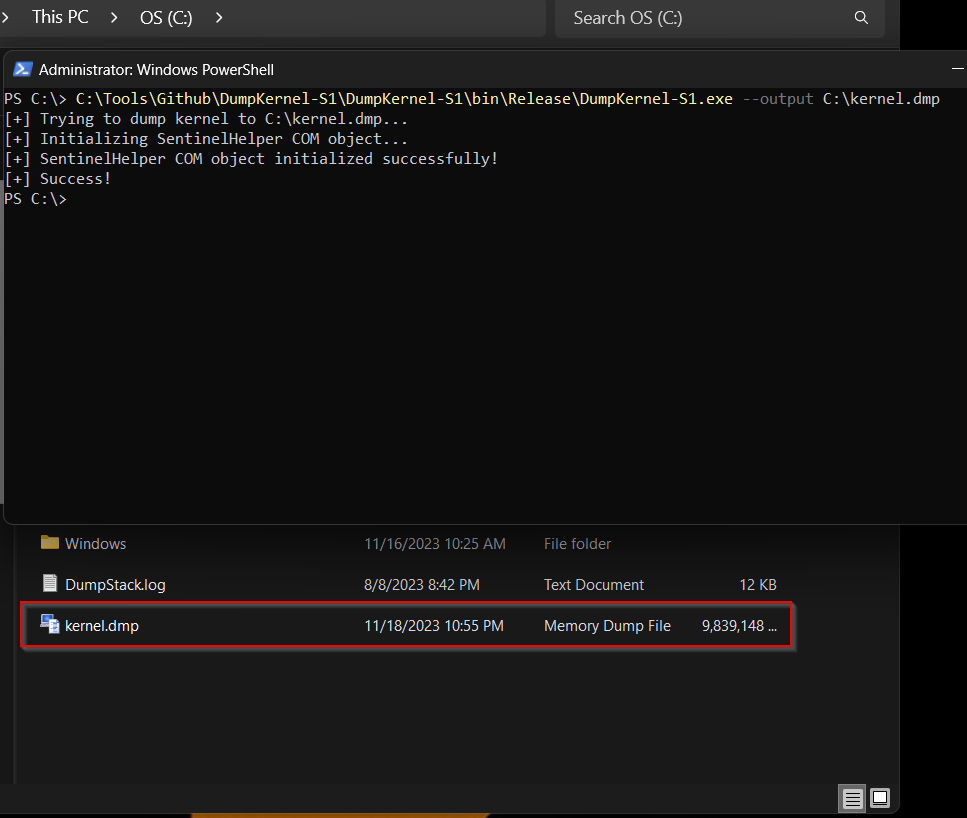 This PC > OS (C:) > Search OS (C:)
Administrator: Windows PowerShell
PS C:\> C:\Tools\Github\DumpKernel-S1\DumpKernel-S1\bin\Release\DumpKernel-S1.exe --output C:\kernel.dmp
[+] Trying to dump kernel to C:\kernel.dmp...
[+] Initializing SentinelHelper COM object...
[+] SentinelHelper COM object initialized successfully!
[+] Success!
PS C:\>
Windows 11/16/2023 10:25 AM File folder
DumpStack.log 8/8/2023 8:42 PM Text Document 12 KB
kernel.dmp 11/18/2023 10:55 PM Memory Dump File 9,839,148 ...